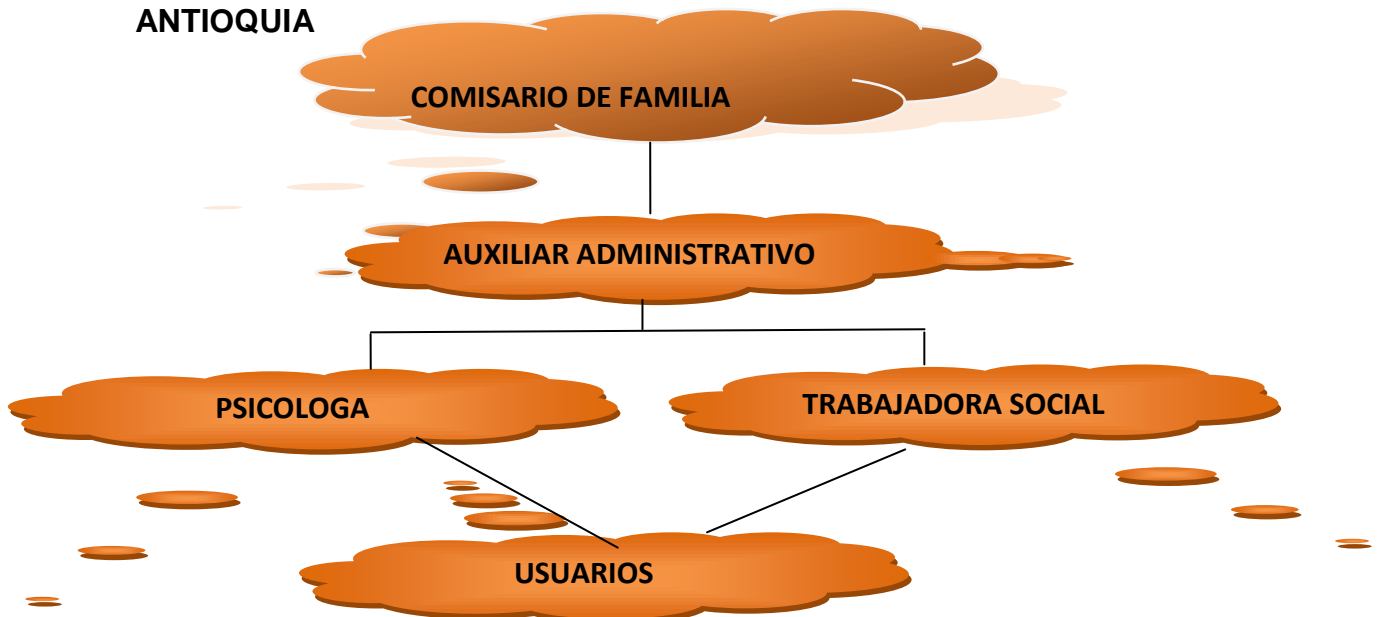 ANTIOQUIA
COMISARIO DE FAMILIA
AUXILIAR ADMINISTRATIVO
PSICOLOGA
TRABAJADORA SOCIAL
USUARIOS